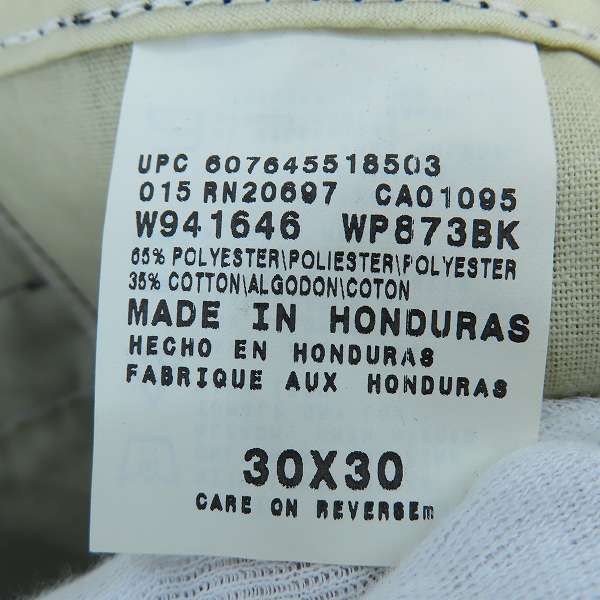 UPC 607645518503
015 RN20697 CA01095
W941646 WP873BK
65% POLYESTER\POLIESTER\POLYESTER
35% COTTON\ALGODON\COTON
MADE IN HONDURAS
HECHO EN HONDURAS
FABRIQUE AUX HONDURAS
30X30
CARE ON REVERSEm